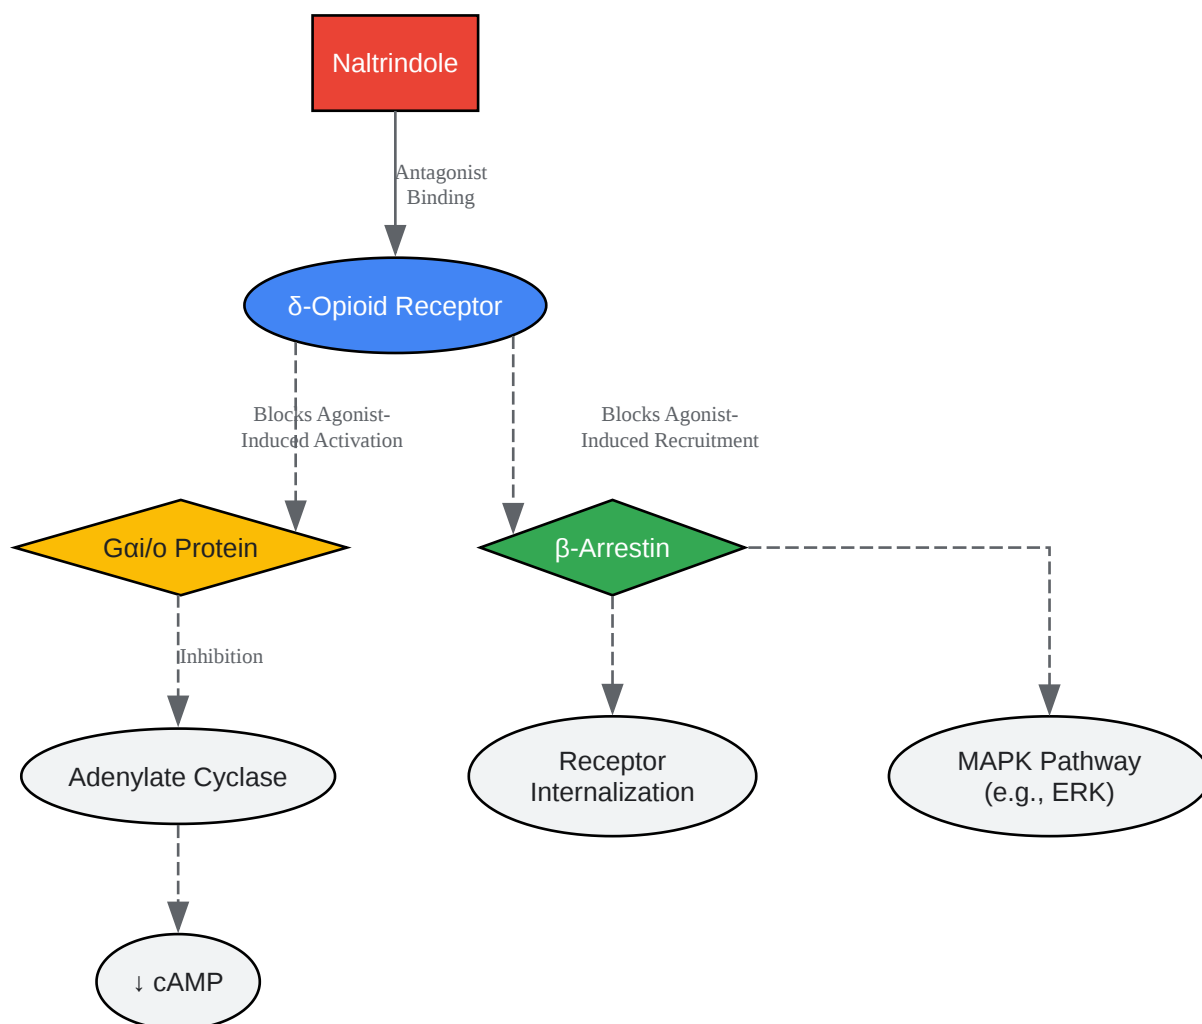 Naltrindole
Antagonist
Binding
δ-Opioid Receptor
Blocks Agonist-
Induced Activation
Blocks Agonist-
Induced Recruitment
Gαi/o Protein
β-Arrestin
Inhibition
Adenylate Cyclase
Receptor
Internalization
MAPK Pathway
(e.g., ERK)
↓ cAMP